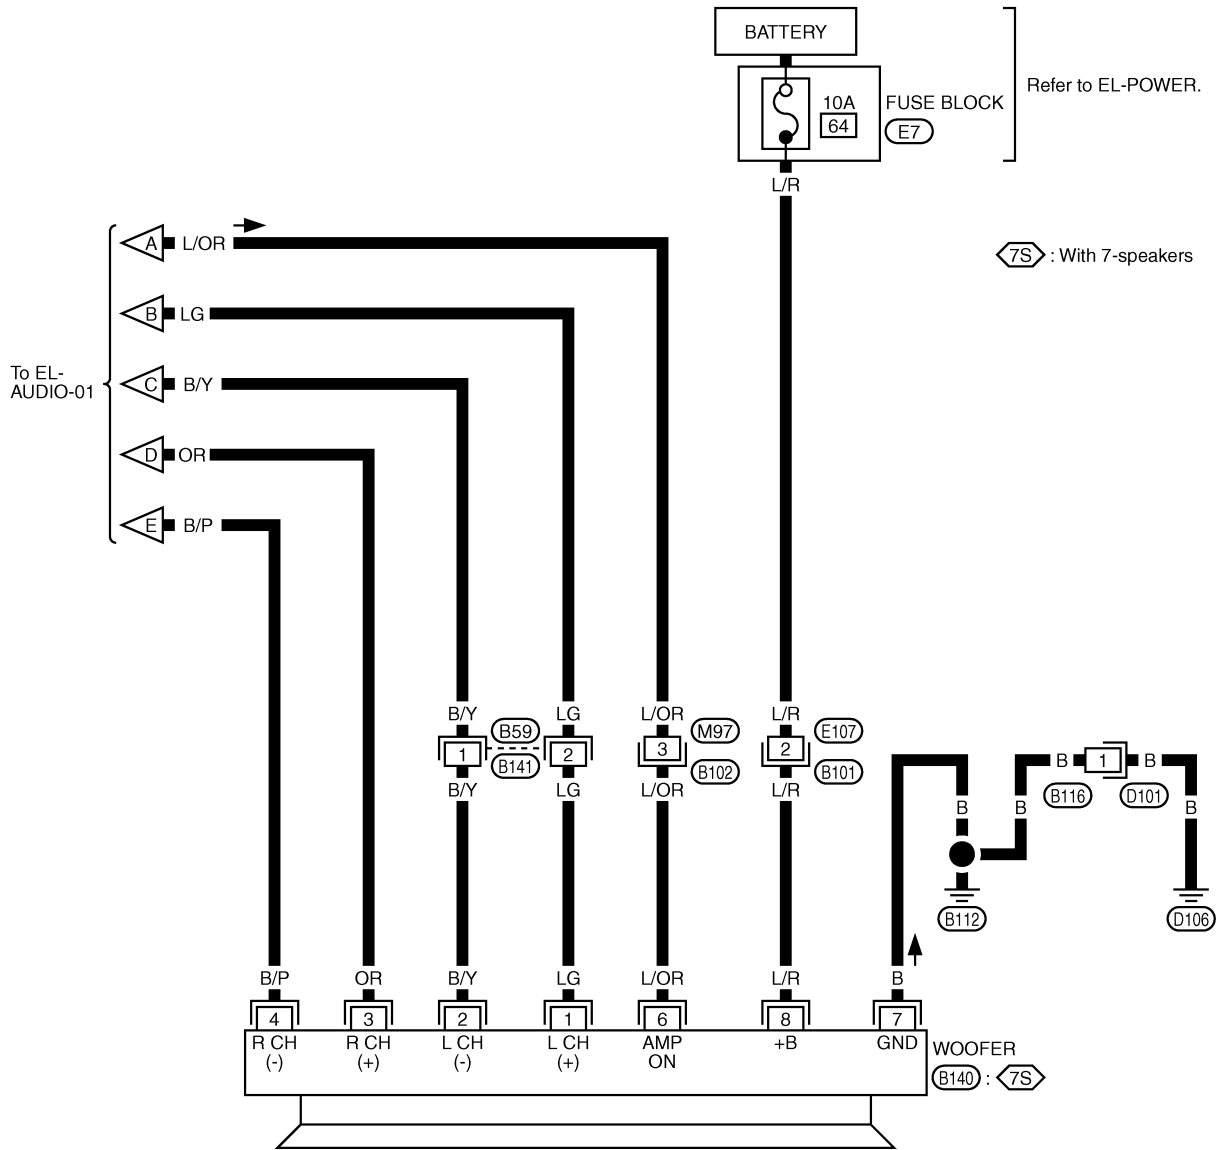 BATTERY
10A
64
FUSE BLOCK
E7
Refer to EL-POWER.
L/R
A
L/OR
7S : With 7-speakers
B
LG
To EL-
AUDIO-01
C
B/Y
D
OR
E
B/P
B/Y
LG
L/OR
L/R
B59
M97
E107
1
2
3
2
B141
B102
B101
B/Y
LG
L/OR
L/R
B
1
B
B116
D101
B
B
B
B112
D106
B/P
OR
B/Y
LG
L/OR
L/R
B
4
3
2
1
6
8
7
R CH
(-)
R CH
(+)
L CH
(-)
L CH
(+)
AMP
ON
+B
GND
WOOFER
B140 : 7S